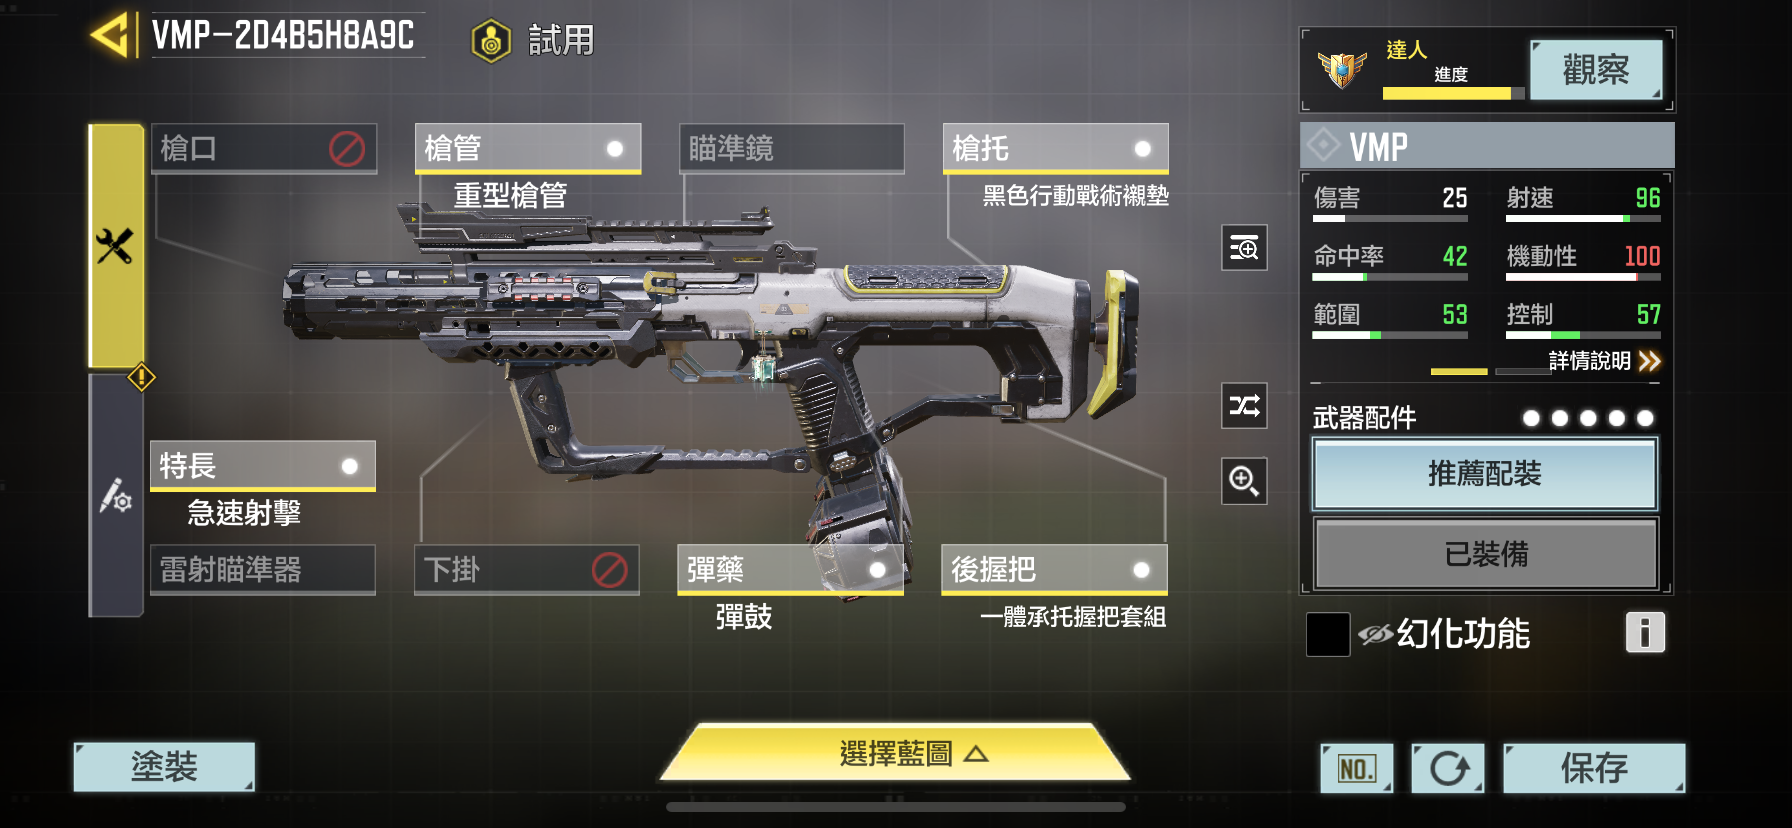 VMP-2D4B5H8A9C
試用
達人
進度
觀察
槍口
槍管
重型槍管
瞄準鏡
槍托
黑色行動戰術襯墊
VMP
傷害 25
射速 96
命中率 42
機動性 100
範圍 53
控制 57
詳情說明
武器配件
推薦配裝
已裝備
特長
急速射擊
雷射瞄準器
下掛
彈藥
彈鼓
後握把
一體承托握把套組
幻化功能
i
塗裝
選擇藍圖
NO.
保存